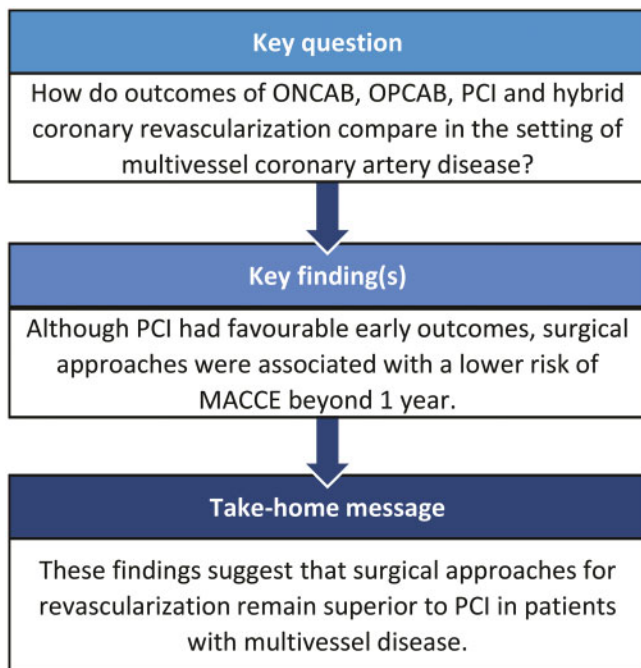 Key question
How do outcomes of ONCAB, OPCAB, PCI and hybrid
coronary revascularization compare in the setting of
multivessel coronary artery disease?
Key finding(s)
Although PCI had favourable early outcomes, surgical
approaches were associated with a lower risk of
MACCE beyond 1 year.
Take-home message
These findings suggest that surgical approaches for
revascularization remain superior to PCI in patients
with multivessel disease.